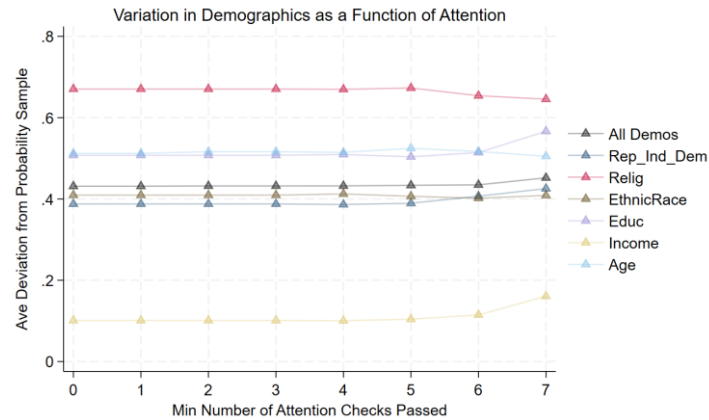 Variation in Demographics as a Function of Attention
Ave Deviation from Probability Sample
.8
.6
.4
.2
0
0 1 2 3 4 5 6 7
Min Number of Attention Checks Passed
All Demos
Rep_Ind_Dem
Relig
EthnicRace
Educ
Income
Age